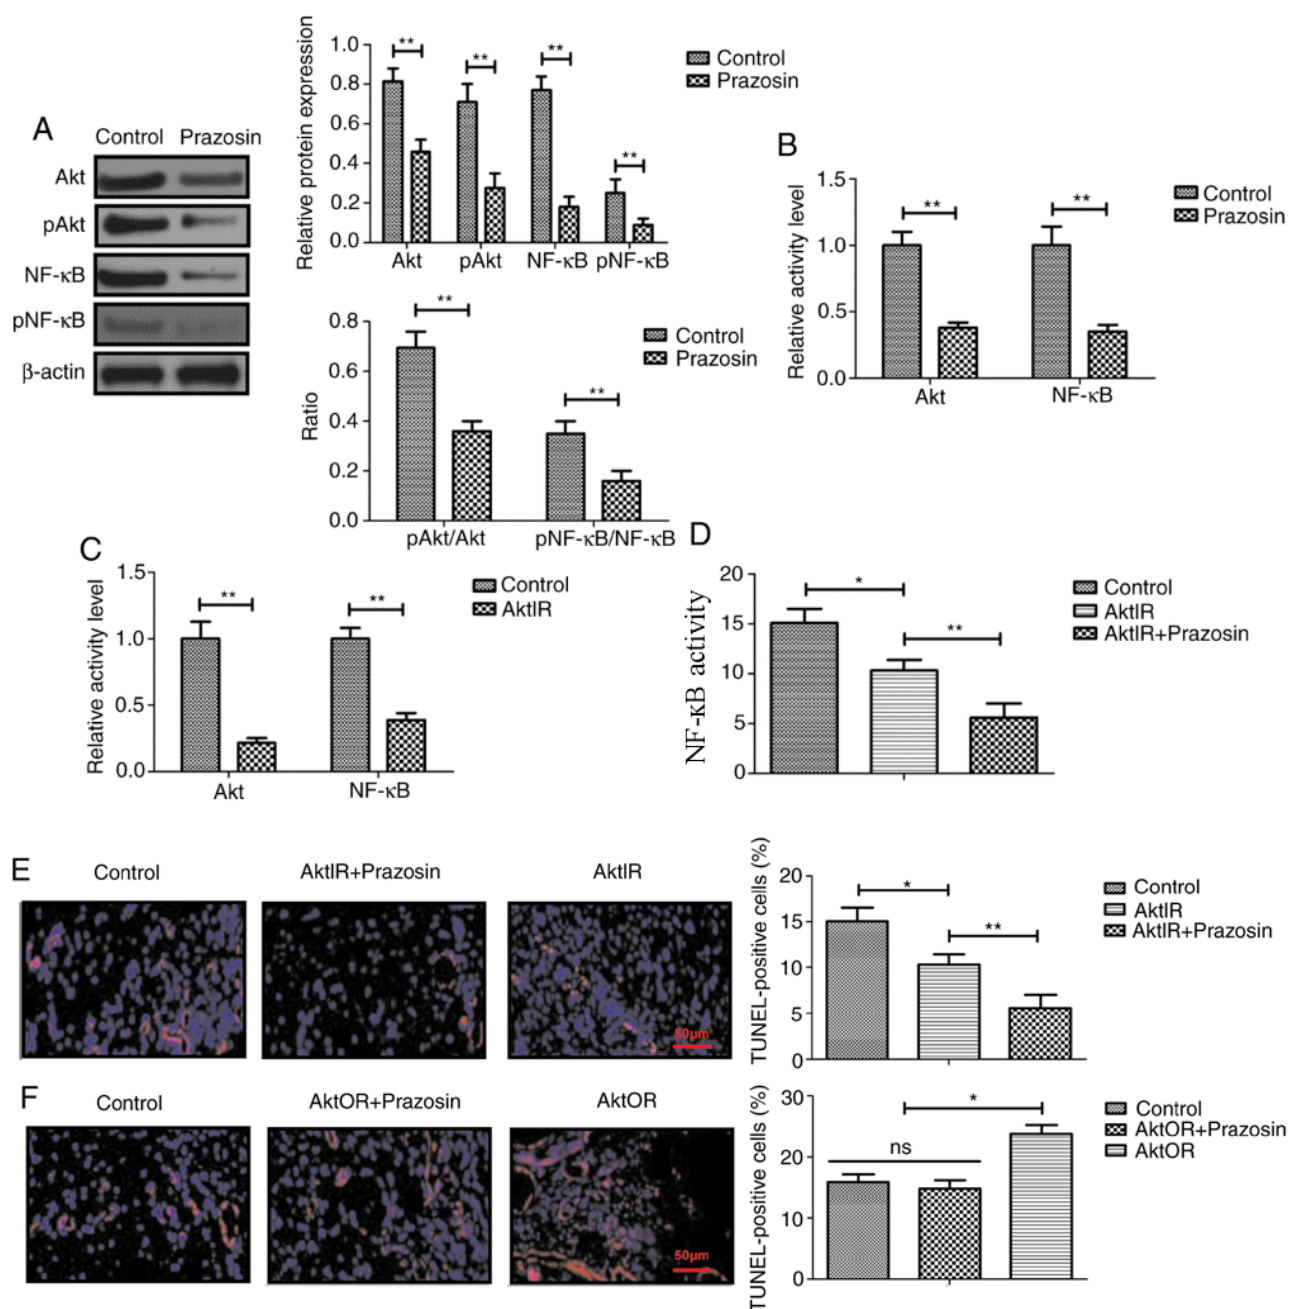 A
Control Prazosin
Akt
pAkt
NF-κB
pNF-κB
β-actin
Relative protein expression
1.0
0.8
0.6
0.4
0.2
0.0
** ** ** **
Akt pAkt NF-κB pNF-κB
Control
Prazosin
Ratio
0.8
0.6
0.4
0.2
0.0
** **
pAkt/Akt pNF-κB/NF-κB
Control
Prazosin
B
Relative activity level
1.5
1.0
0.5
0.0
** **
Akt NF-κB
Control
Prazosin
C
Relative activity level
1.5
1.0
0.5
0.0
** **
Akt NF-κB
Control
AktIR
D
NF-κB activity
20
15
10
5
0
* **
Control
AktIR
AktIR+Prazosin
E
Control AktIR+Prazosin AktIR
50µm
TUNEL-positive cells (%)
20
15
10
5
0
* **
Control
AktIR
AktIR+Prazosin
F
Control AktOR+Prazosin AktOR
50µm
TUNEL-positive cells (%)
30
20
10
0
ns *
Control
AktOR+Prazosin
AktOR